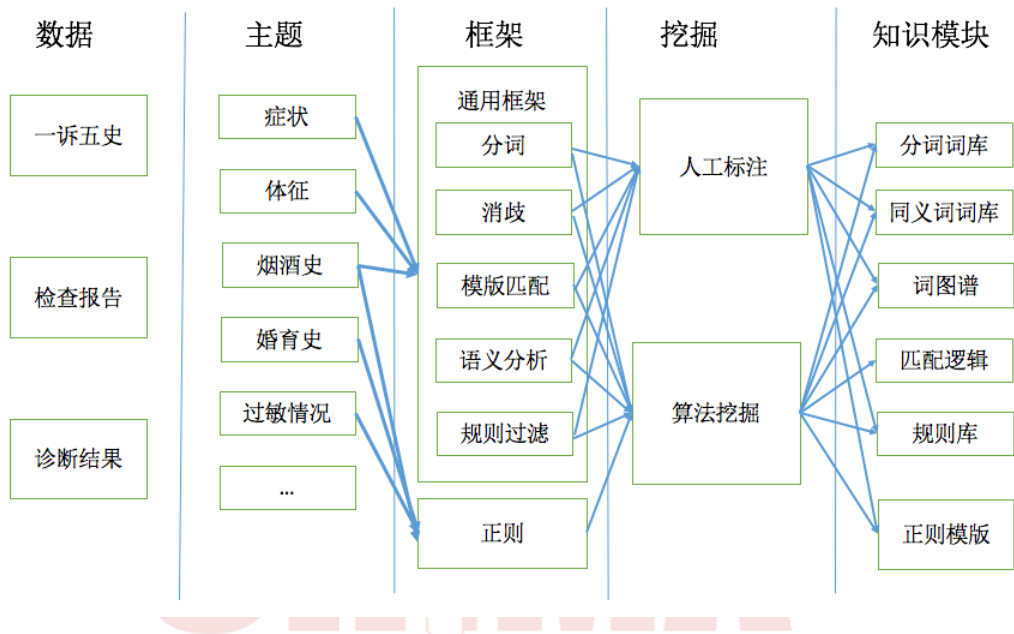 数据
主题
框架
挖掘
知识模块
一诉五史
检查报告
诊断结果
症状
体征
烟酒史
婚育史
过敏情况
...
通用框架
分词
消歧
模版匹配
语义分析
规则过滤
正则
人工标注
算法挖掘
分词词库
同义词词库
词图谱
匹配逻辑
规则库
正则模版